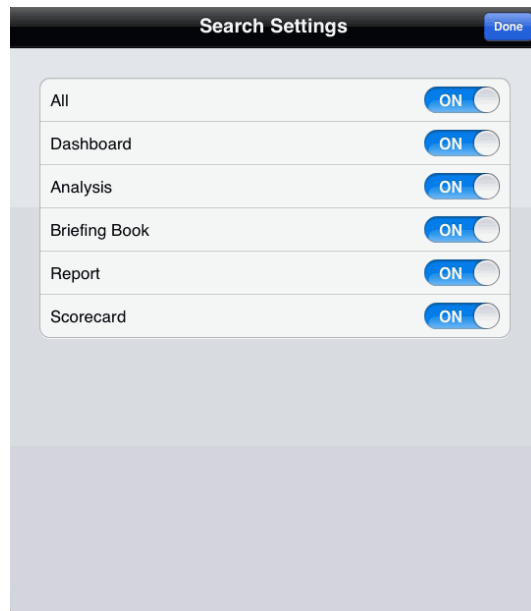 Search Settings
Done
All ON
Dashboard ON
Analysis ON
Briefing Book ON
Report ON
Scorecard ON